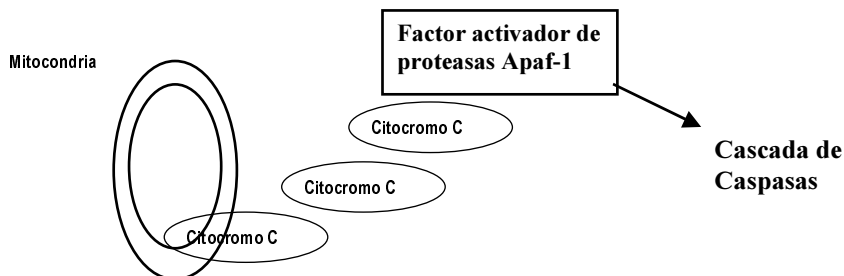 Factor activador de
proteasas Apaf-1
Mitocondria
Citocromo C
Cascada de
Caspasas
Citocromo C
Citocromo C